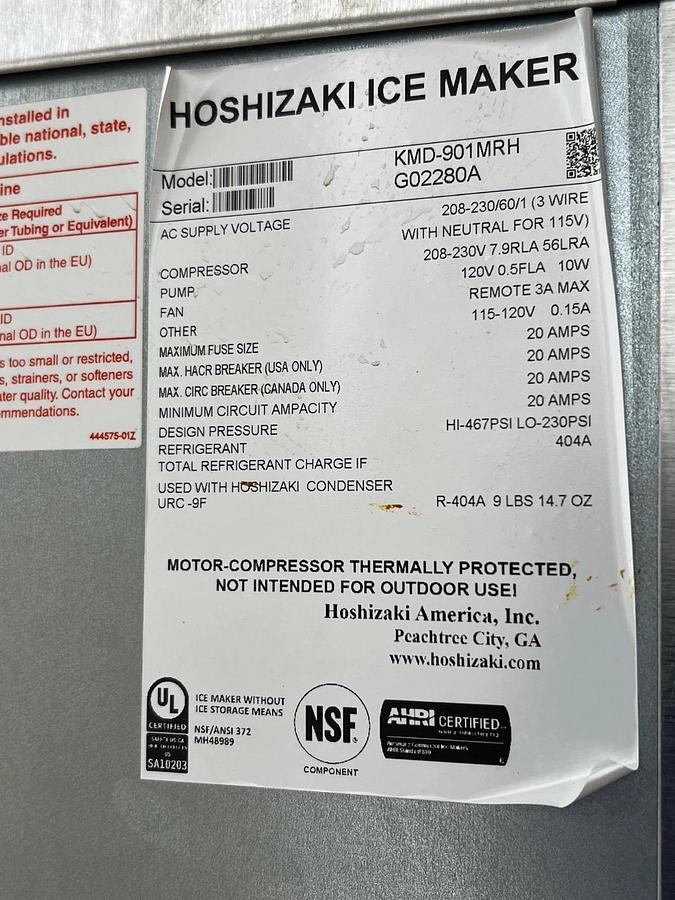 nstalled in
ble national, state,
ulations.
ine
ze Required
er Tubing or Equivalent)
ID
al OD in the EU)
ID
nal OD in the EU)
s too small or restricted,
s, strainers, or softeners
ater quality. Contact your
mmendations.
444575-01Z
HOSHIZAKI ICE MAKER
Model: KMD-901MRH
Serial: G02280A
AC SUPPLY VOLTAGE 208-230/60/1 (3 WIRE
WITH NEUTRAL FOR 115V)
COMPRESSOR 208-230V 7.9RLA 56LRA
PUMP 120V 0.5FLA 10W
FAN REMOTE 3A MAX
OTHER 115-120V 0.15A
MAXIMUM FUSE SIZE 20 AMPS
MAX. HACR BREAKER (USA ONLY) 20 AMPS
MAX. CIRC BREAKER (CANADA ONLY) 20 AMPS
MINIMUM CIRCUIT AMPACITY 20 AMPS
DESIGN PRESSURE HI-467PSI LO-230PSI
REFRIGERANT 404A
TOTAL REFRIGERANT CHARGE IF
USED WITH HOSHIZAKI CONDENSER
URC -9F R-404A 9 LBS 14.7 OZ
MOTOR-COMPRESSOR THERMALLY PROTECTED,
NOT INTENDED FOR OUTDOOR USE!
Hoshizaki America, Inc.
Peachtree City, GA
www.hoshizaki.com
UL
CERTIFIED
SA10203
ICE MAKER WITHOUT
ICE STORAGE MEANS
NSF/ANSI 372
MH48989
NSF®
COMPONENT
AHRI CERTIFIED
Automatic Commercial Ice Makers